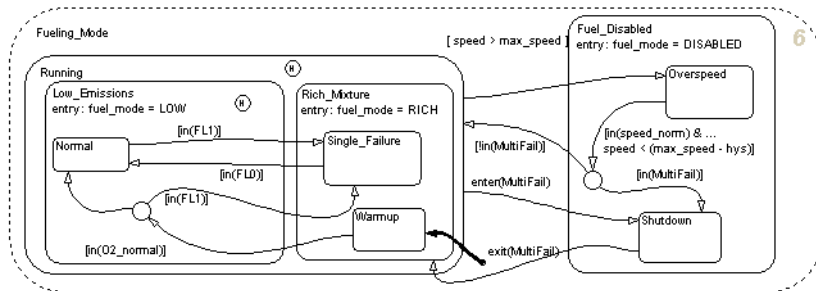 Fueling_Mode
[ speed > max_speed ]
Fuel_Disabled
entry: fuel_mode = DISABLED
6
Running
H
Overspeed
Low_Emissions
entry: fuel_mode = LOW
H
Rich_Mixture
entry: fuel_mode = RICH
[in(speed_norm) & ...
speed < (max_speed - hys)]
[in(FL1)]
Normal
Single_Failure
[!in(MultiFail)]
[in(FL0)]
[in(MultiFail)]
enter(MultiFail)
[in(FL1)]
Warmup
Shutdown
[in(O2_normal)]
exit(MultiFail)